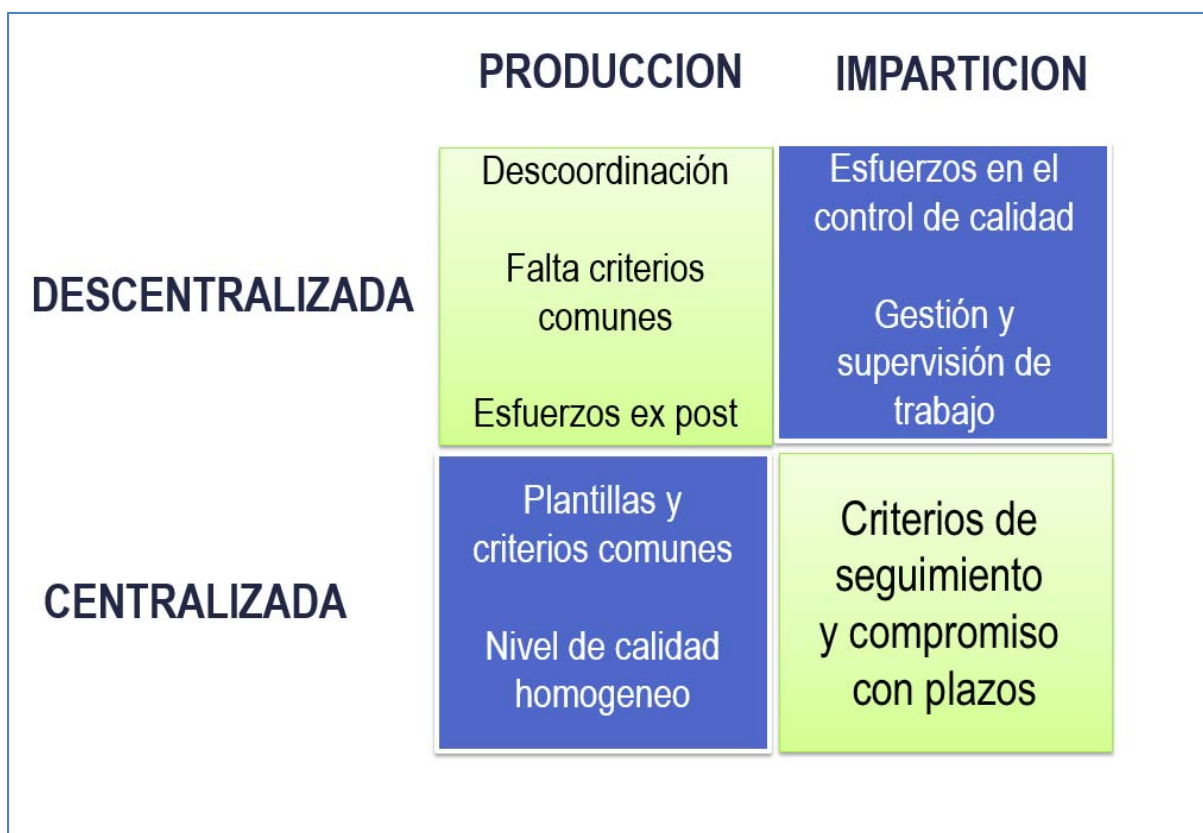 PRODUCCION
IMPARTICION
DESCENTRALIZADA
Descoordinación
Falta criterios
comunes
Esfuerzos ex post
Esfuerzos en el
control de calidad
Gestión y
supervisión de
trabajo
CENTRALIZADA
Plantillas y
criterios comunes
Nivel de calidad
homogeneo
Criterios de
seguimiento
y compromiso
con plazos